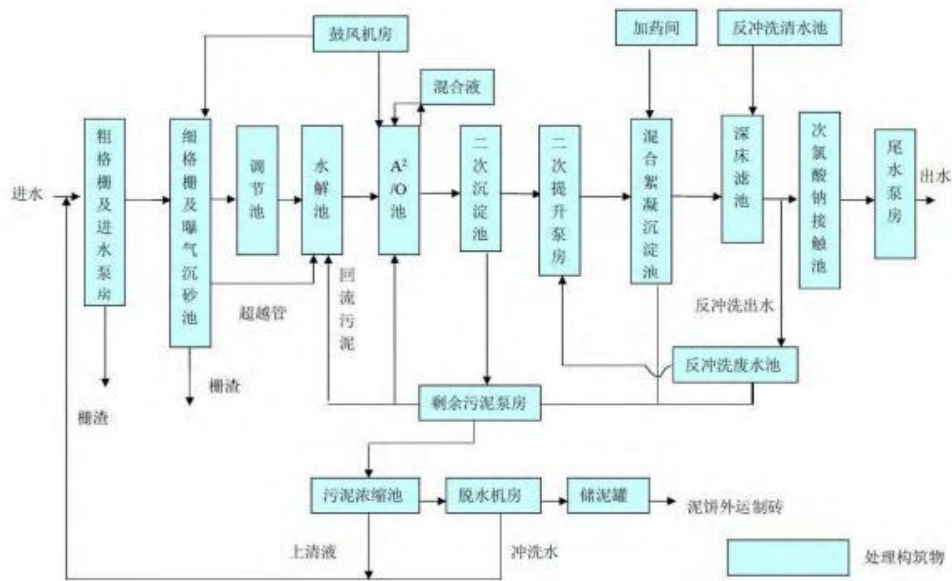 鼓风机房
加药间
反冲洗清水池
混合液
进水
粗格栅及进水泵房
细格栅及曝气沉砂池
调节池
水解池
A²/O池
二次沉淀池
二次提升泵房
混合絮凝沉淀池
深床滤池
次氯酸钠接触池
尾水泵房
出水
超越管
回流污泥
反冲洗出水
反冲洗废水池
栅渣
栅渣
剩余污泥泵房
污泥浓缩池
脱水机房
储泥罐
泥饼外运制砖
上清液
冲洗水
处理构筑物